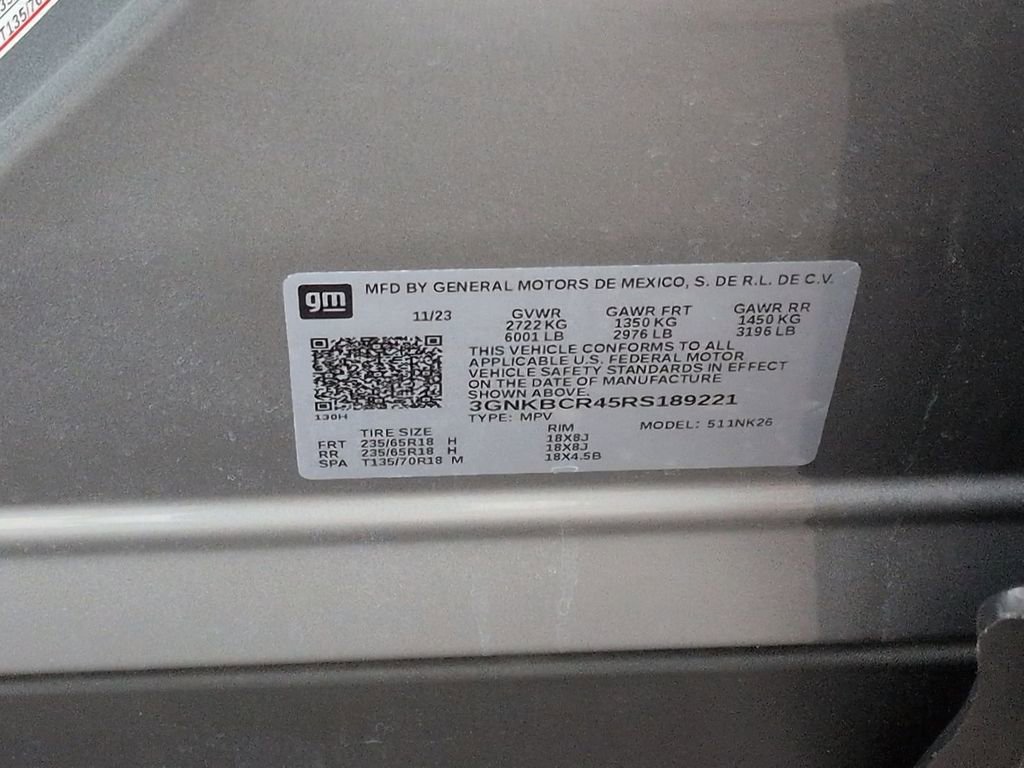 T135/70
gm
MFD BY GENERAL MOTORS DE MEXICO, S. DE R.L. DE C.V.
11/23 GVWR GAWR FRT GAWR RR
2722 KG 1350 KG 1450 KG
6001 LB 2976 LB 3196 LB
THIS VEHICLE CONFORMS TO ALL
APPLICABLE U.S. FEDERAL MOTOR
VEHICLE SAFETY STANDARDS IN EFFECT
ON THE DATE OF MANUFACTURE
SHOWN ABOVE.
3GNKBCR45RS189221
130H
TYPE: MPV MODEL: 511NK26
TIRE SIZE RIM
FRT 235/65R18 H 18X8J
RR 235/65R18 H 18X8J
SPA T135/70R18 M 18X4.5B